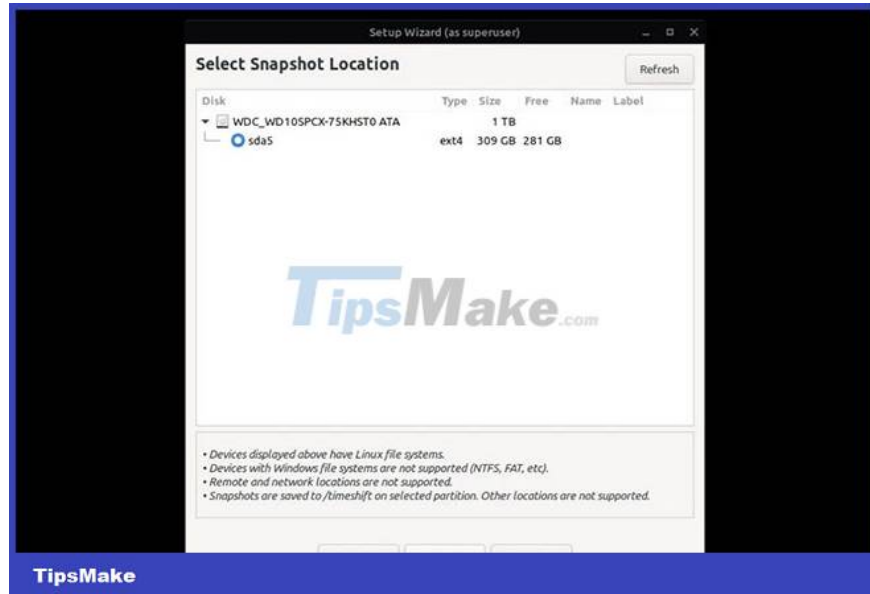 Setup Wizard (as superuser)
Select Snapshot Location
Refresh
Disk Type Size Free Name Label
WDC_WD10SPCX-75KHST0 ATA 1 TB
sda5 ext4 309 GB 281 GB
TipsMake.com
• Devices displayed above have Linux file systems.
• Devices with Windows file systems are not supported (NTFS, FAT, etc).
• Remote and network locations are not supported.
• Snapshots are saved to /timeshift on selected partition. Other locations are not supported.
TipsMake